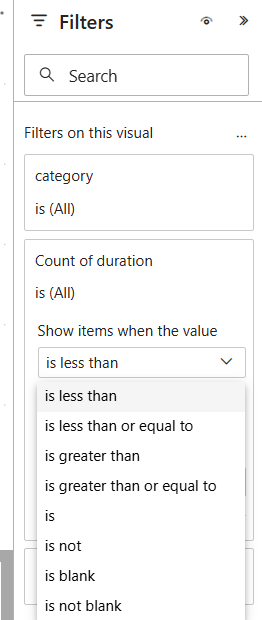 Filters
Search
Filters on this visual
...
category
is (All)
Count of duration
is (All)
Show items when the value
is less than
is less than
is less than or equal to
is greater than
is greater than or equal to
is
is not
is blank
is not blank